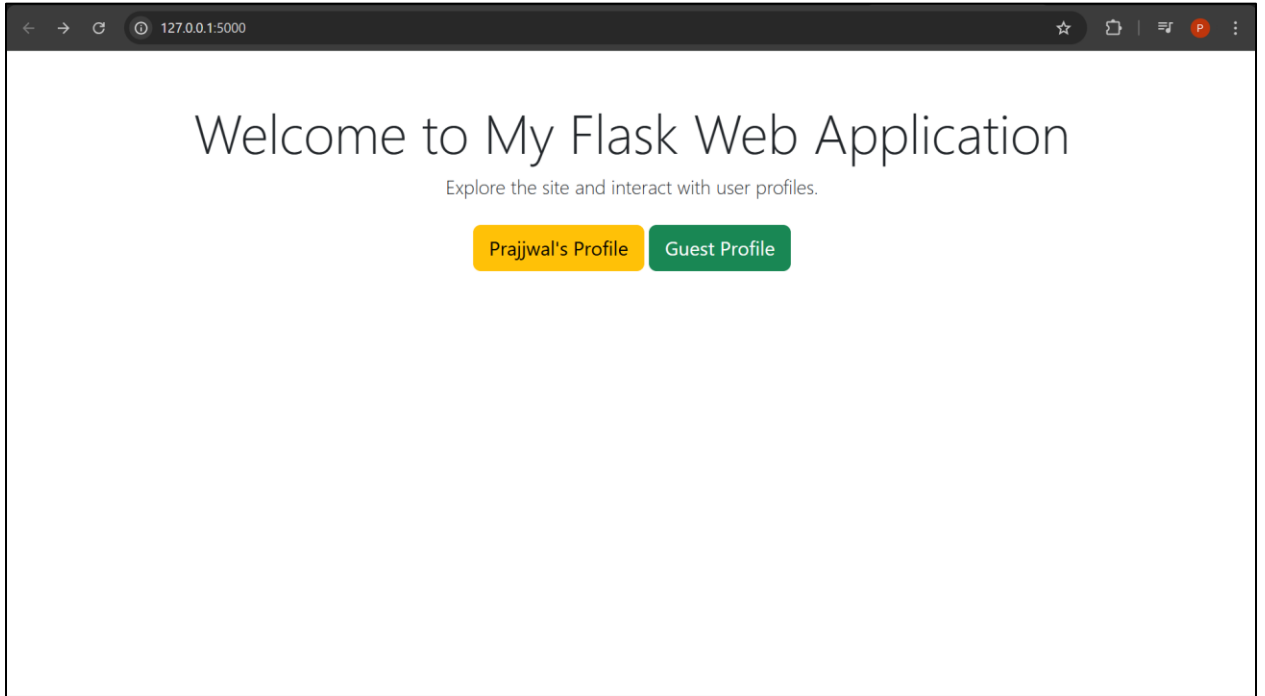 127.0.0.1:5000
P
Welcome to My Flask Web Application
Explore the site and interact with user profiles.
Prajjwal's Profile Guest Profile